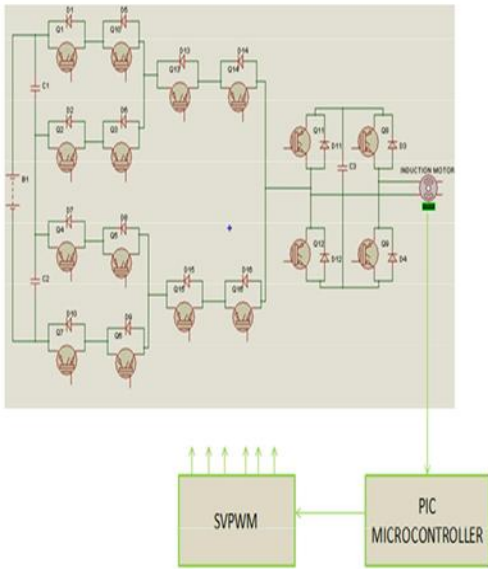 D1 D5
Q1 Q10
D13 D14
Q13 Q14
C1
D2 D6
Q2 Q3
Q11 D11 Q8 D3
C3
INDUCTION MOTOR
B1
D7 D8
Q4 Q5
Q12 D12 Q9 D4
D15 D16
Q15 Q16
C2
D10 D9
Q7 Q6
SVPWM
PIC
MICROCONTROLLER